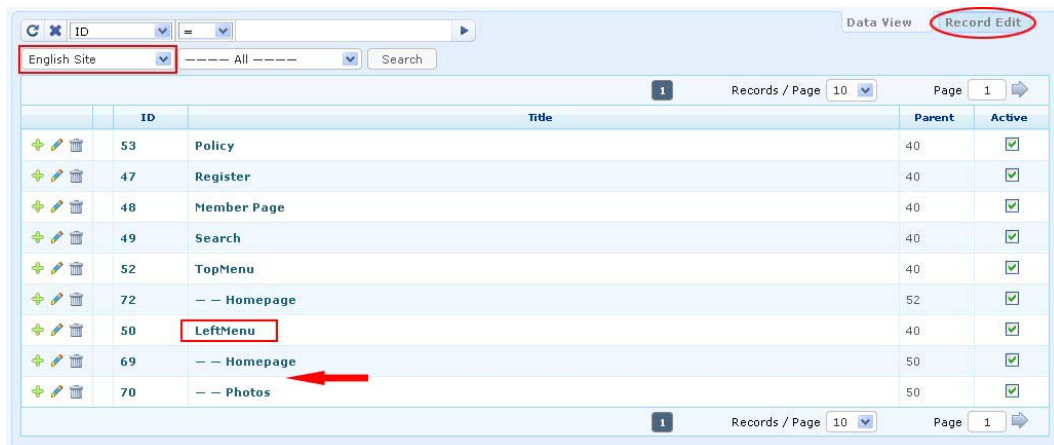 Data View Record Edit
ID =
English Site ———— All ———— Search
1 Records / Page 10 Page 1
ID Title Parent Active
53 Policy 40
47 Register 40
48 Member Page 40
49 Search 40
52 TopMenu 40
72 — — Homepage 52
50 LeftMenu 40
69 — — Homepage 50
70 — — Photos 50
1 Records / Page 10 Page 1